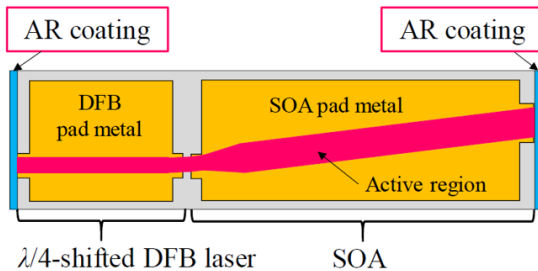 AR coating
AR coating
DFB
pad metal
SOA pad metal
Active region
λ/4-shifted DFB laser
SOA